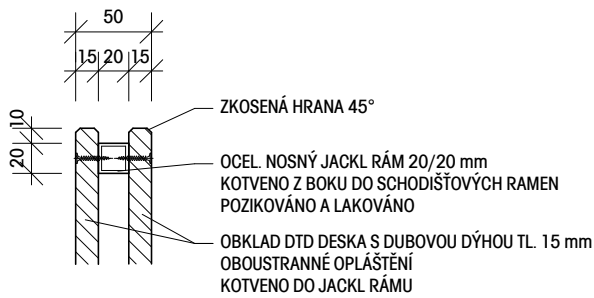 50
15 20 15
10
20
ZKOSENÁ HRANA 45°
OCEL. NOSNÝ JACKL RÁM 20/20 mm
KOTVENO Z BOKU DO SCHODIŠŤOVÝCH RAMEN
POZIKOVÁNO A LAKOVÁNO
OBKLAD DTD DESKA S DUBOVOU DÝHOU TL. 15 mm
OBOUSTRANNÉ OPLÁŠTĚNÍ
KOTVENO DO JACKL RÁMU